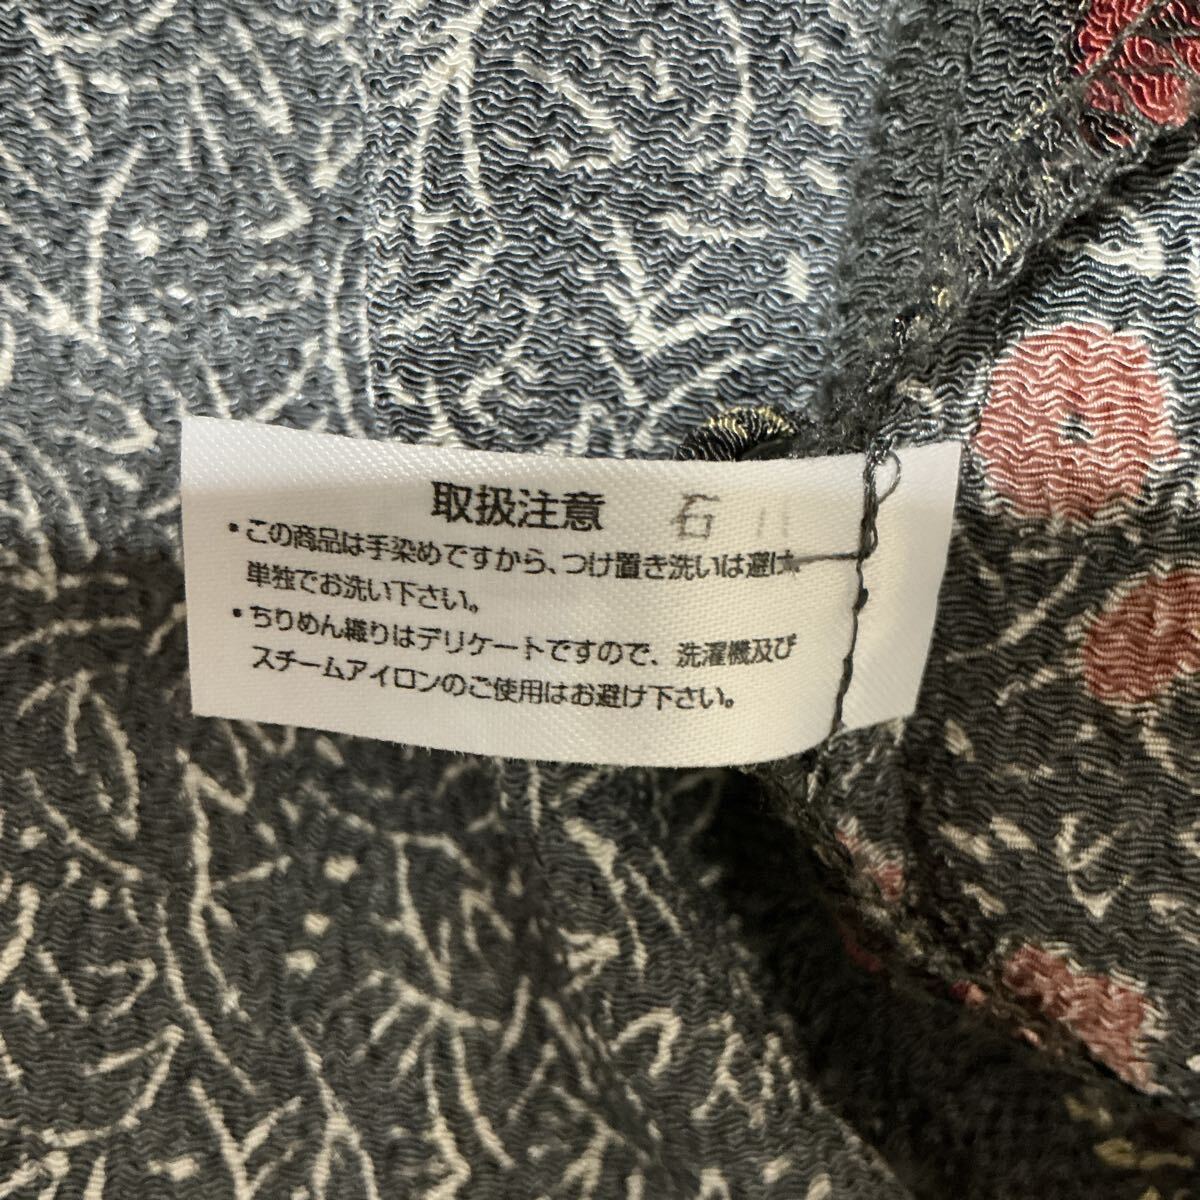 取扱注意 石川
・この商品は手染めですから、つけ置き洗いは避け、
単独でお洗い下さい。
・ちりめん織りはデリケートですので、洗濯機及び
スチームアイロンのご使用はお避け下さい。